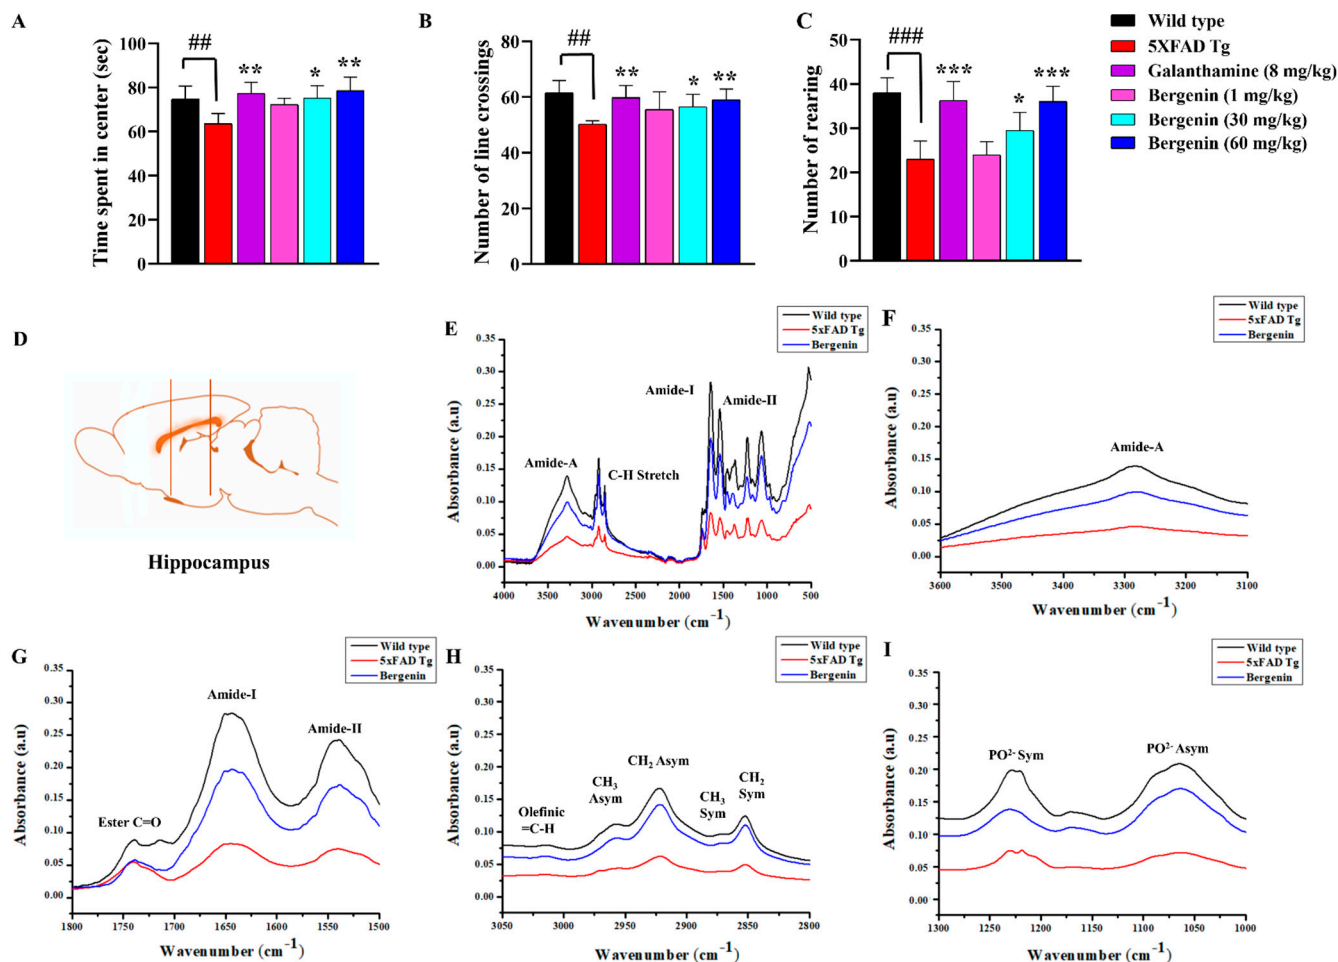 A
Time spent in center (sec)
100
80
60
40
20
0
##
**
*
**
B
Number of line crossings
80
60
40
20
0
##
**
*
**
C
Number of rearing
50
40
30
20
10
0
###
***
*
***
Wild type
5XFAD Tg
Galanthamine (8 mg/kg)
Bergenin (1 mg/kg)
Bergenin (30 mg/kg)
Bergenin (60 mg/kg)
D
Hippocampus
E
Wild type
5xFAD Tg
Bergenin
Absorbance (a.u)
0.35
0.30
0.25
0.20
0.15
0.10
0.05
0.00
Amide-I
Amide-II
Amide-A
C-H Stretch
4000 3500 3000 2500 2000 1500 1000 500
Wavenumber (cm-1)
F
Wild type
5xFAD Tg
Bergenin
Absorbance (a.u)
0.35
0.30
0.25
0.20
0.15
0.10
0.05
0.00
Amide-A
3600 3500 3400 3300 3200 3100
Wavenumber (cm-1)
G
Wild type
5xFAD Tg
Bergenin
Absorbance (a.u)
0.35
0.30
0.25
0.20
0.15
0.10
0.05
0.00
Amide-I
Amide-II
Ester C=O
1800 1750 1700 1650 1600 1550 1500
Wavenumber (cm-1)
H
Wild type
5xFAD Tg
Bergenin
Absorbance (a.u)
0.35
0.30
0.25
0.20
0.15
0.10
0.05
0.00
Olefinic
=C-H
CH3
Asym
CH2 Asym
CH3
Sym
CH2
Sym
3050 3000 2950 2900 2850 2800
Wavenumber (cm-1)
I
Wild type
5xFAD Tg
Bergenin
Absorbance (a.u)
0.35
0.30
0.25
0.20
0.15
0.10
0.05
0.00
PO2- Sym
PO2- Asym
1300 1250 1200 1150 1100 1050 1000
Wavenumber (cm-1)